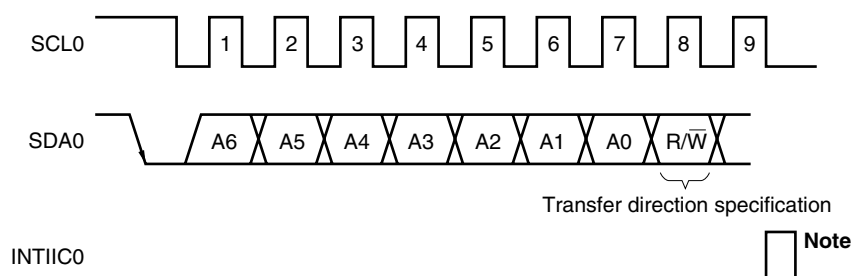 SCL0 1 2 3 4 5 6 7 8 9
SDA0 A6 A5 A4 A3 A2 A1 A0 R/W̅
Transfer direction specification
Note
INTIIC0